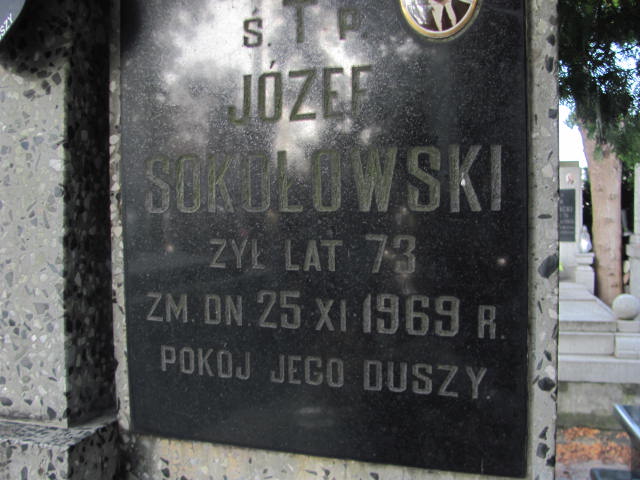 Ś. T P.
JÓZEF
SOKOŁOWSKI
ŻYŁ LAT 73
ZM. DN. 25 XI 1969 R.
POKÓJ JEGO DUSZY.